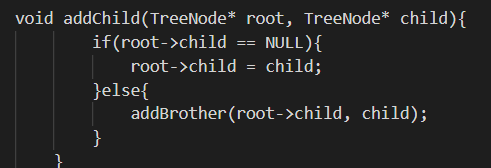 void addChild(TreeNode* root, TreeNode* child){
if(root->child == NULL){
root->child = child;
}else{
addBrother(root->child, child);
}
}